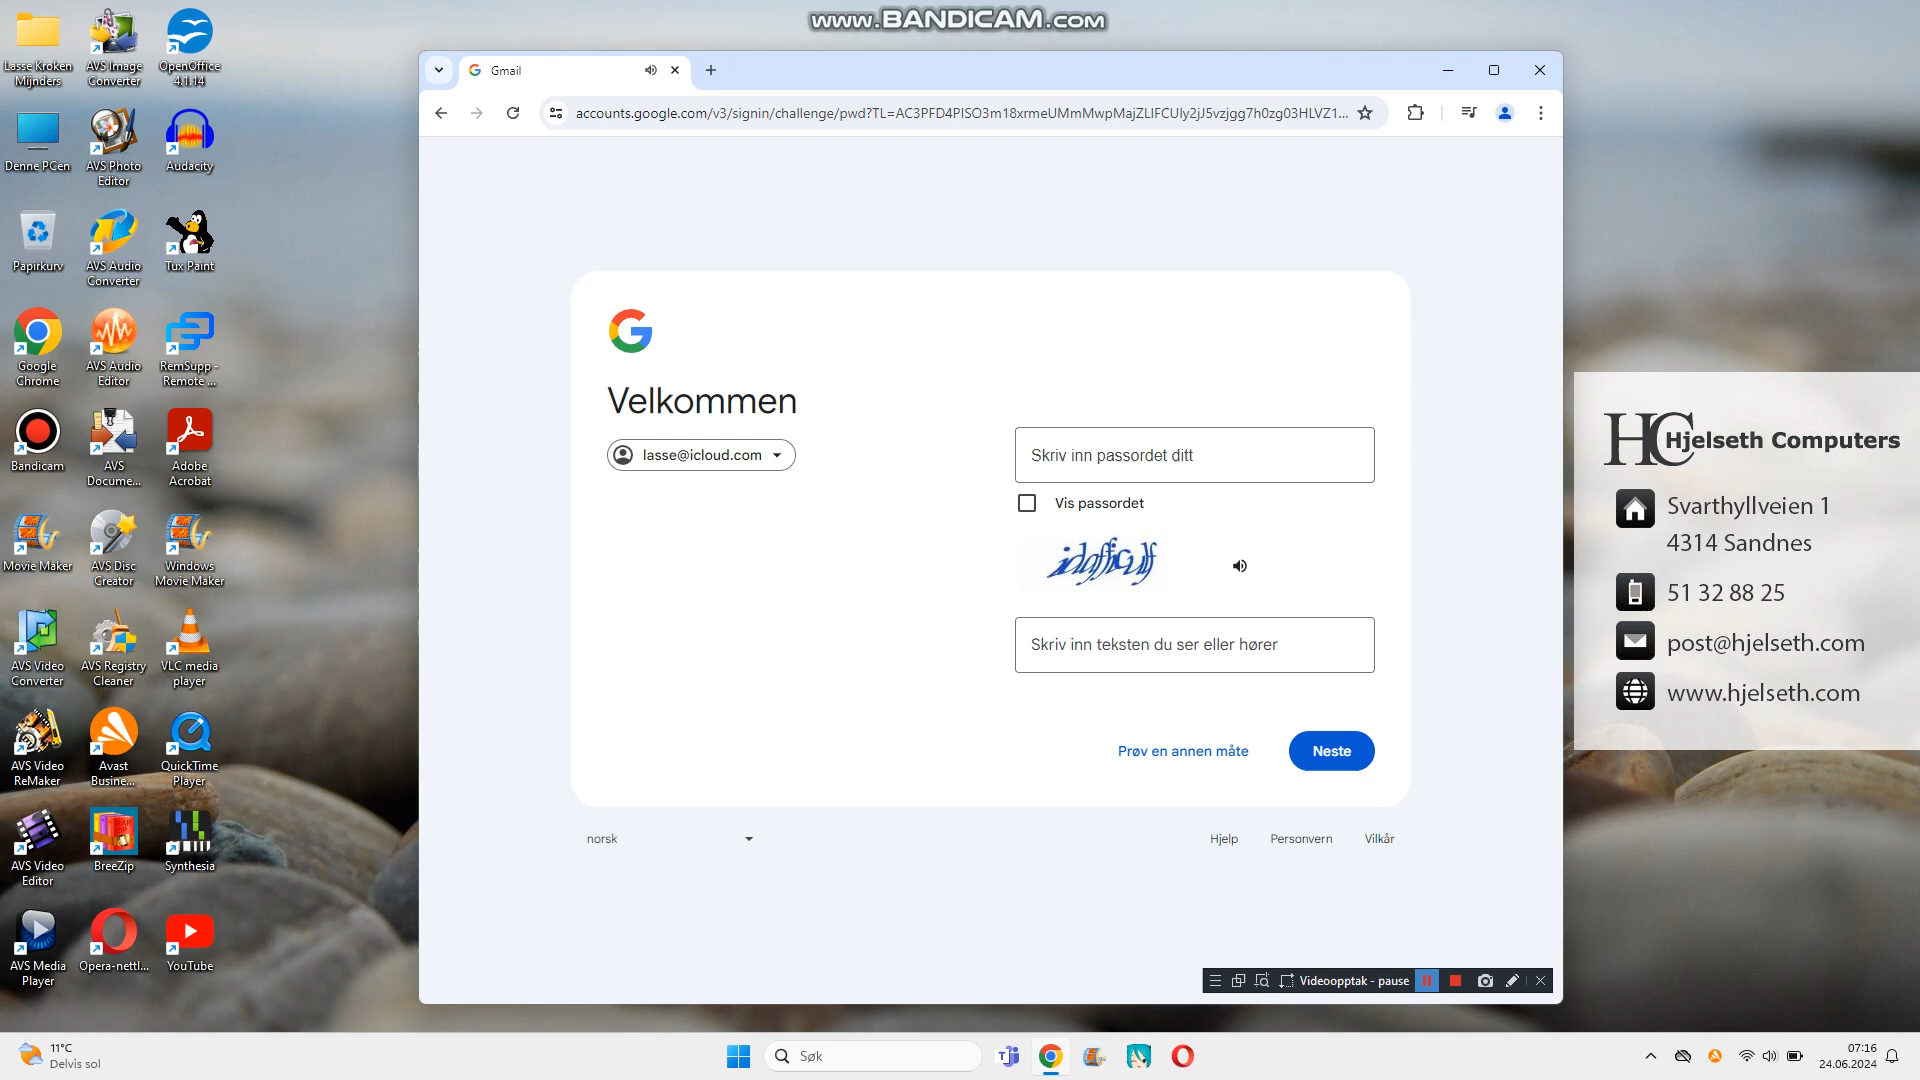 www.BANDICAM.com
Lasse Kroken
Mijnders
AVS Image
Converter
OpenOffice
4.1.14
Denne PCen
AVS Photo
Editor
Audacity
Papirkurv
AVS Audio
Converter
Tux Paint
Google
Chrome
AVS Audio
Editor
RemSupp -
Remote ...
Bandicam
AVS
Docume...
Adobe
Acrobat
Movie Maker
AVS Disc
Creator
Windows
Movie Maker
AVS Video
Converter
AVS Registry
Cleaner
VLC media
player
AVS Video
ReMaker
Avast
Busine...
QuickTime
Player
AVS Video
Editor
BreeZip
Synthesia
AVS Media
Player
Opera-nettl...
YouTube
Gmail
accounts.google.com/v3/signin/challenge/pwd?TL=AC3PFD4PISO3m18xrmeUMmMwpMajZLIFCUIy2jJ5vzjgg7h0zg03HLVZ1...
Velkommen
lasse@icloud.com
Skriv inn passordet ditt
Vis passordet
Skriv inn teksten du ser eller hører
Prøv en annen måte
Neste
norsk
Hjelp
Personvern
Vilkår
Videoopptak - pause
HC Hjelseth Computers
Svarthyllveien 1
4314 Sandnes
51 32 88 25
post@hjelseth.com
www.hjelseth.com
11°C
Delvis sol
Søk
07:16
24.06.2024